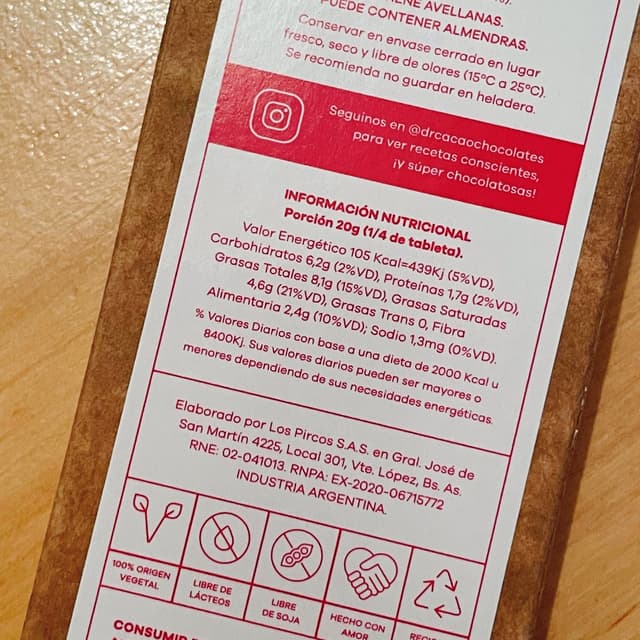 AVELLANAS.
PUEDE CONTENER ALMENDRAS.
Conservar en envase cerrado en lugar
fresco, seco y libre de olores (15°C a 25°C).
Se recomienda no guardar en heladera.
Seguinos en @drcacaochocolates
para ver recetas conscientes,
¡y súper chocolatosas!
INFORMACIÓN NUTRICIONAL
Porción 20g (1/4 de tableta).
Valor Energético 105 Kcal=439Kj (5%VD),
Carbohidratos 6,2g (2%VD), Proteínas 1,7g (2%VD),
Grasas Totales 8,1g (15%VD), Grasas Saturadas
4,6g (21%VD), Grasas Trans 0, Fibra
Alimentaria 2,4g (10%VD); Sodio 1,3mg (0%VD).
% Valores Diarios con base a una dieta de 2000 Kcal u
8400Kj. Sus valores diarios pueden ser mayores o
menores dependiendo de sus necesidades energéticas.
Elaborado por Los Pircos S.A.S. en Gral. José de
San Martín 4225, Local 301, Vte. López, Bs. As.
RNE: 02-041013. RNPA: EX-2020-06715772
INDUSTRIA ARGENTINA.
100% ORIGEN
VEGETAL
LIBRE DE
LÁCTEOS
LIBRE
DE SOJA
HECHO CON
AMOR
CONSUMIR